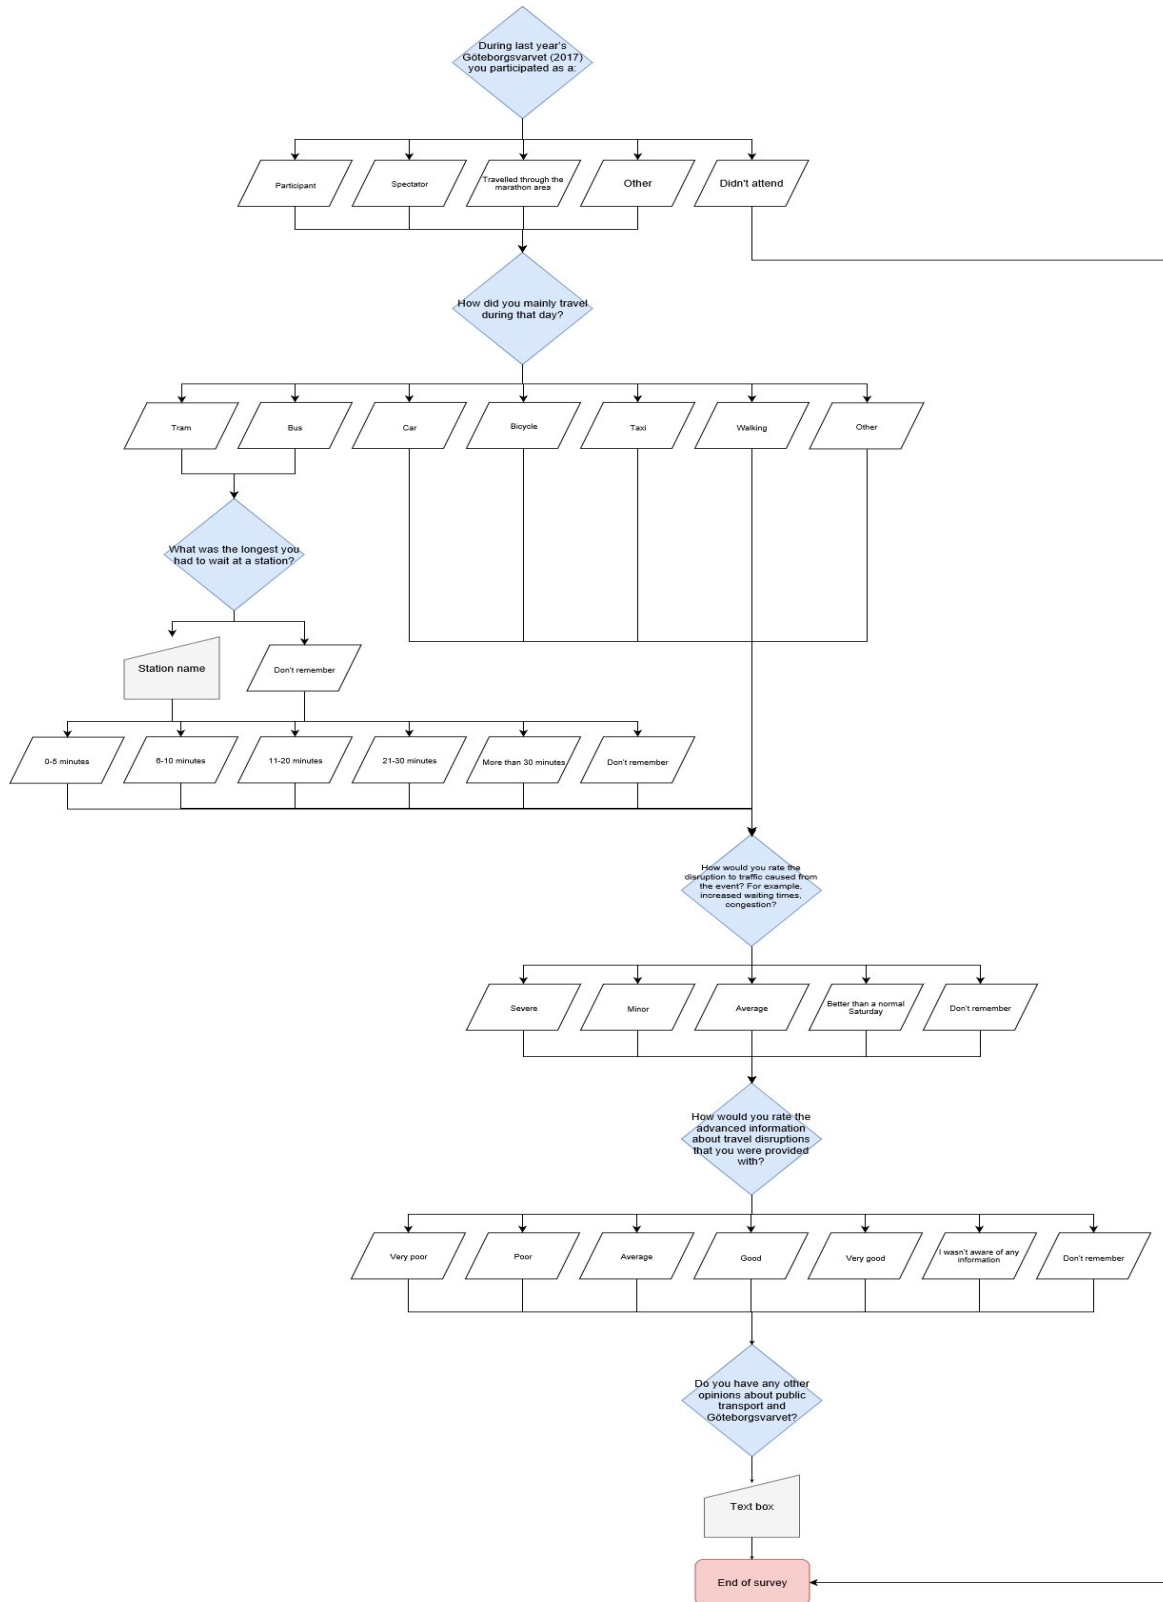 During last year's
Göteborgsvarvet (2017)
you participated as a:
Participant
Spectator
Travelled through the
marathon area
Other
Didn't attend
How did you mainly travel
during that day?
Tram
Bus
Car
Bicycle
Taxi
Walking
Other
What was the longest you
had to wait at a station?
Station name
Don't remember
0-5 minutes
6-10 minutes
11-20 minutes
21-30 minutes
More than 30 minutes
Don't remember
How would you rate the
disruption to traffic caused from
the event? For example,
increased waiting times,
congestion?
Severe
Minor
Average
Better than a normal
Saturday
Don't remember
How would you rate the
advanced information
about travel disruptions
that you were provided
with?
Very poor
Poor
Average
Good
Very good
I wasn't aware of any
information
Don't remember
Do you have any other
opinions about public
transport and
Göteborgsvarvet?
Text box
End of survey